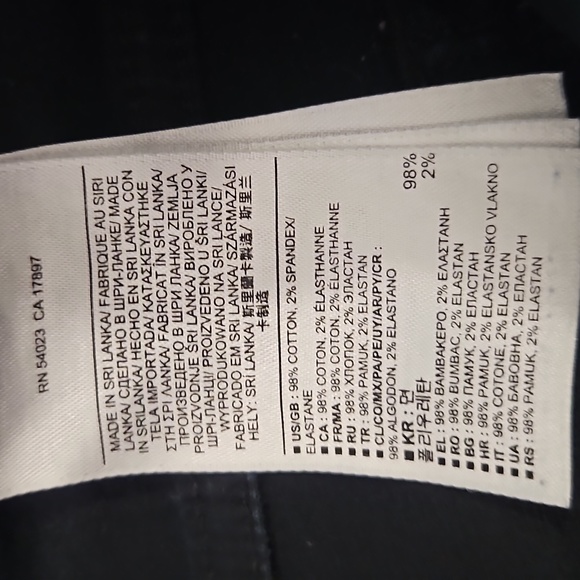 RN 54023 CA 17897
MADE IN SRI LANKA/ FABRIQUE AU SIRI
LANKA/ СДЕЛАНО В ШРИ-ЛАНКЕ/ MADE
IN SRILANKA/ HECHO EN SRI LANKA CON
TELA IMPORTADA/ ΚΑΤΑΣΚΕΥΑΣΤΗΚΕ
ΣΤΗ ΣΡΙ ΛΑΝΚΑ/ FABRICAT ÎN SRI LANKA/
ПРОИЗВЕДЕНО В ШРИ ЛАНКА/ ZEMLJA
PROIZVODNJE ŠRI LANKA/ ВИРОБЛЕНО У
ШРІ-ЛАНЦІ/ PROIZVEDENO U ŠRI LANKI/
WYPRODUKOWANO NA SRI LANCE/
FABRICADO EM SRI LANKA/ SZÁRMAZÁSI
HELY: SRÍ LANKA/ 斯里蘭卡製造/ 斯里兰
卡制造
■ US/GB : 98% COTTON, 2% SPANDEX/
ELASTANE
■ CA : 98% COTON, 2% ÉLASTHANNE
■ FR/MA : 98% COTON, 2% ÉLASTHANNE
■ RU : 98% ХЛОПОК, 2% ЭЛАСТАН
■ TR : 98% PAMUK, 2% ELASTAN
■ CL/CO/MX/PA/PE/UY/AR/PY/CR :
98% ALGODON, 2% ELASTANO
■ KR : 면 98%
폴리우레탄 2%
■ EL : 98% ΒΑΜΒΑΚΕΡΟ, 2% ΕΛΑΣΤΑΝΗ
■ RO : 98% BUMBAC, 2% ELASTAN
■ BG : 98% ПАМУК, 2% ЕЛАСТАН
■ HR : 98% PAMUK, 2% ELASTANSKO VLAKNO
■ IT : 98% COTONE, 2% ELASTAN
■ UA : 98% БАВОВНА, 2% ЕЛАСТАН
■ RS : 98% PAMUK, 2% ELASTAN